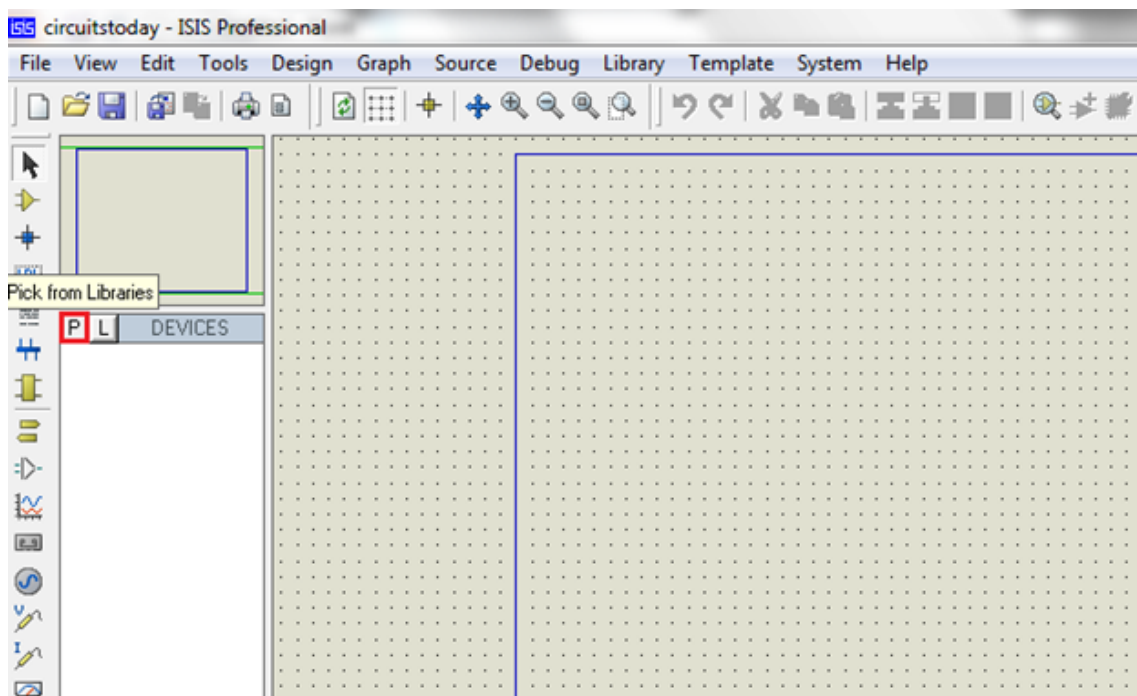 ISIS circuitstoday - ISIS Professional
File View Edit Tools Design Graph Source Debug Library Template System Help
Pick from Libraries
P L DEVICES
V
I